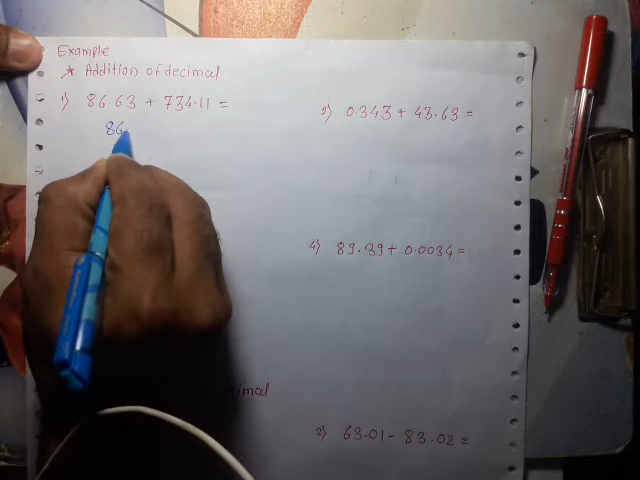 Example
* Addition of decimal
1) 86.63 + 734.11 =
2) 0.343 + 43.63 =
86.
4) 89.39 + 0.0034 =
decimal
2) 63.01 - 83.02 =